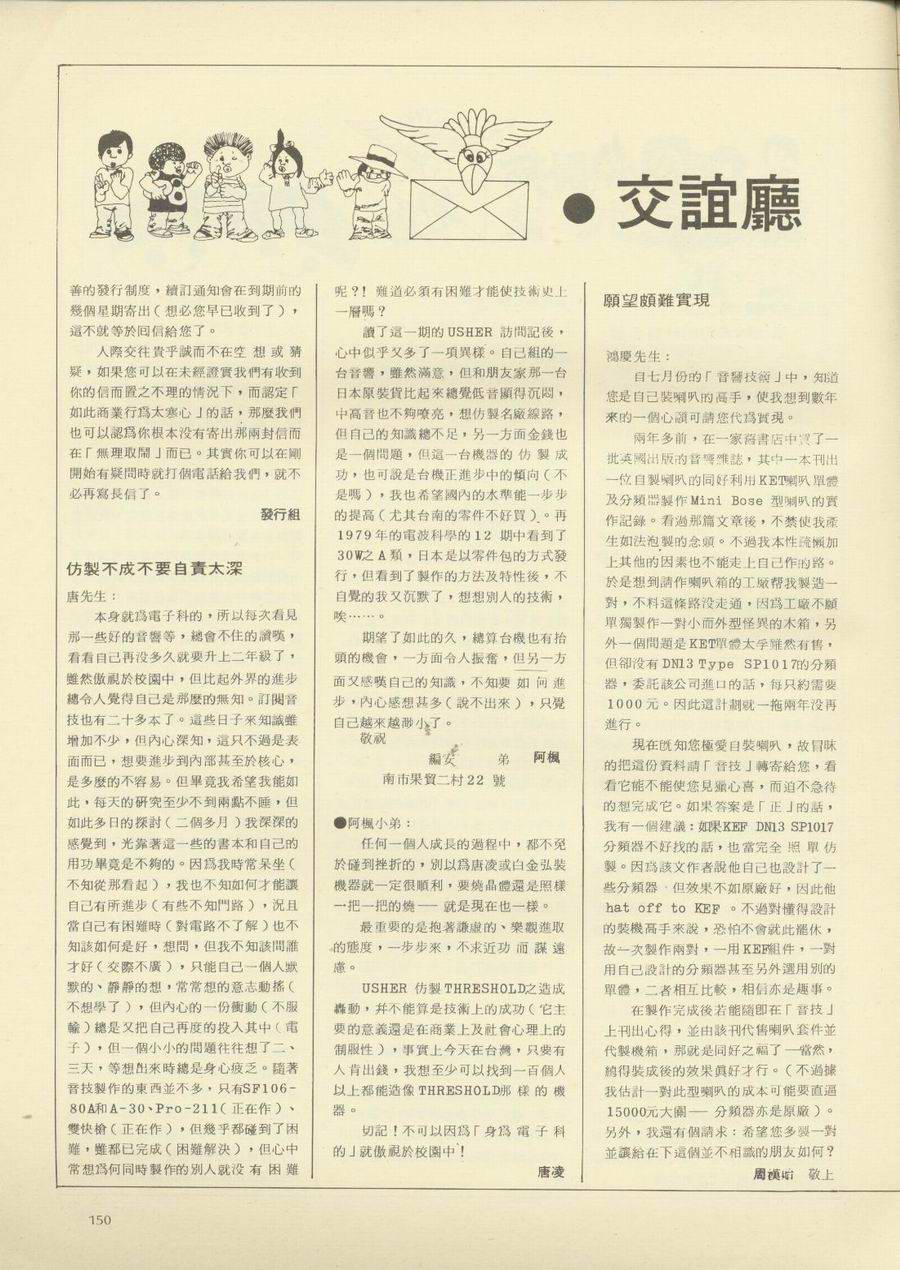 ●交誼廳
善的發行制度，續訂通知會在到期前的
幾個星期寄出（想必您早已收到了），
這不就等於囘信給您了。
人際交往貴乎誠而不在空想或猜
疑，如果您可以在未經證實我們有收到
你的信而置之不理的情況下，而認定「
如此商業行爲太寒心」的話，那麼我們
也可以認爲你根本沒有寄出那兩封信而
在「無理取鬧」而已。其實你可以在剛
開始有疑問時就打個電話給我們，就不
必再寫長信了。
發行組
仿製不成不要自責太深
唐先生：
本身就爲電子科的，所以每次看見
那一些好的音響等，總會不住的讚嘆，
看看自己再沒多久就要升上二年級了，
雖然傲視於校園中，但比起外界的進步
總令人覺得自己是那麼的無知。訂閱音
技也有二十多本了。這些日子來知識雖
增加不少，但內心深知，這只不過是表
面而已，想要進步到內部甚至於核心，
是多麼的不容易。但畢竟我希望我能如
此，每天的研究至少不到兩點不睡，但
如此多日的探討（二個多月）我深深的
感覺到，光靠著這一些的書本和自己的
用功畢竟是不夠的。因爲我時常呆坐（
不知從那看起），我也不知如何才能讓
自己有所進步（有些不知門路），況且
當自己有困難時（對電路不了解）也不
知該如何是好，想問，但我不知該問誰
才好（交際不廣），只能自己一個人默
默的、靜靜的想，常常想的意志動搖（
不想學了），但內心的一份衝動（不服
輸）總是又把自己再度的投入其中（電
子），但一個小小的問題往往想了二、
三天，等想出來時總是身心疲乏。隨著
音技製作的東西並不多，只有SF106-
80A和A-30、Pro-211（正在作）、
雙快槍（正在作），但幾乎都碰到了困
難，雖都已完成（困難解決），但心中
常想爲何同時製作的別人就沒有困難
呢？！難道必須有困難才能使技術史上
一層嗎？
讀了這一期的USHER訪問記後，
心中似乎又多了一項異樣。自己組的一
台音響，雖然滿意，但和朋友家那一台
日本原裝貨比起來總覺低音顯得沉悶，
中高音也不夠嘹亮，想仿製名廠線路，
但自己的知識總不足，另一方面金錢也
是一個問題，但這一台機器的仿製成
功，也可說是台機正進步中的傾向（不
是嗎），我也希望國內的水準能一步步
的提高（尤其台南的零件不好買）。再
1979年的電波科學的12期中看到了
30W之A類，日本是以零件包的方式發
行，但看到了製作的方法及特性後，不
自覺的我又沉默了，想想別人的技術，
唉……。
期望了如此的久，總算台機也有抬
頭的機會，一方面令人振奮，但另一方
面又感嘆自己的知識，不知要如何進
步，內心感想甚多（說不出來），只覺
自己越來越渺小了。
敬祝
編安　弟　阿楓
南市果貿二村22號
●阿楓小弟：
任何一個人成長的過程中，都不免
於碰到挫折的，別以爲唐凌或白金弘裝
機器就一定很順利，要燒晶體還是照樣
一把一把的燒——就是現在也一樣。
最重要的是抱著謙虛的、樂觀進取
的態度，一步步來，不求近功而謀遠
慮。
USHER仿製THRESHOLD之造成
轟動，幷不能算是技術上的成功（它主
要的意義還是在商業上及社會心理上的
制服性），事實上今天在台灣，只要有
人肯出錢，我想至少可以找到一百個人
以上都能造像THRESHOLD那樣的機
器。
切記！不可以因爲「身爲電子科
的」就傲視於校園中！
唐凌
願望頗難實現
鴻慶先生：
自七月份的「音響技術」中，知道
您是自己裝喇叭的高手，使我想到數年
來的一個心願可請您代爲實現。
兩年多前，在一家舊書店中買了一
批英國出版的音響雜誌，其中一本刊出
一位自製喇叭的同好利用KET喇叭單體
及分頻器製作Mini Bose型喇叭的實
作記錄。看過那篇文章後，不禁使我產
生如法泡製的念頭。不過我本性疏懶加
上其他的因素也不能走上自己作的路。
於是想到請作喇叭箱的工廠帮我製造一
對，不料這條路沒走通，因爲工廠不願
單獨製作一對小而外型怪異的木箱，另
外一個問題是KET單體太乎雖然有售，
但卻沒有DN13 Type SP1017的分頻
器，委託該公司進口的話，每只約需要
1000元。因此這計劃就一拖兩年沒再
進行。
現在旣知您極愛自裝喇叭，故冒昧
的把這份資料請「音技」轉寄給您，看
看它能不能使您見獵心喜，而迫不急待
的想完成它。如果答案是「正」的話，
我有一個建議：如果KEF DN13 SP1017
分頻器不好找的話，也當完全照單仿
製。因爲該文作者說他自己也設計了一
些分頻器，但效果不如原廠好，因此他
hat off to KEF。不過對懂得設計
的裝機高手來說，恐怕不會就此罷休，
故一次製作兩對，一用KEF組件，一對
用自己設計的分頻器甚至另外選用別的
單體，二者相互比較，相信亦是趣事。
在製作完成後若能隨卽在「音技」
上刊出心得，並由該刊代售喇叭套件並
代製機箱，那就是同好之福了—當然，
總得裝成後的效果眞好才行。（不過據
我估計一對此型喇叭的成本可能要直逼
15000元大關——分頻器亦是原廠）。
另外，我還有個請求：希望您多製一對
並讓給在下這個並不相識的朋友如何？
周漢　敬上
150